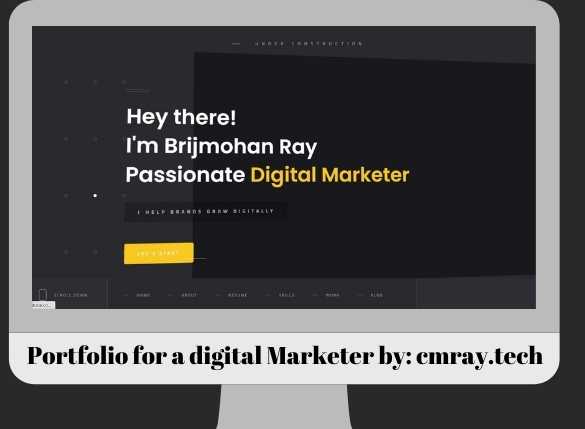 UNDER CONSTRUCTION
Hey there!
I'm Brijmohan Ray
Passionate Digital Marketer
I HELP BRANDS GROW DIGITALLY
LET'S START
SCROLL DOWN
HOME
ABOUT
RESUME
SKILLS
WORK
BLOG
Portfolio for a digital Marketer by: cmray.tech